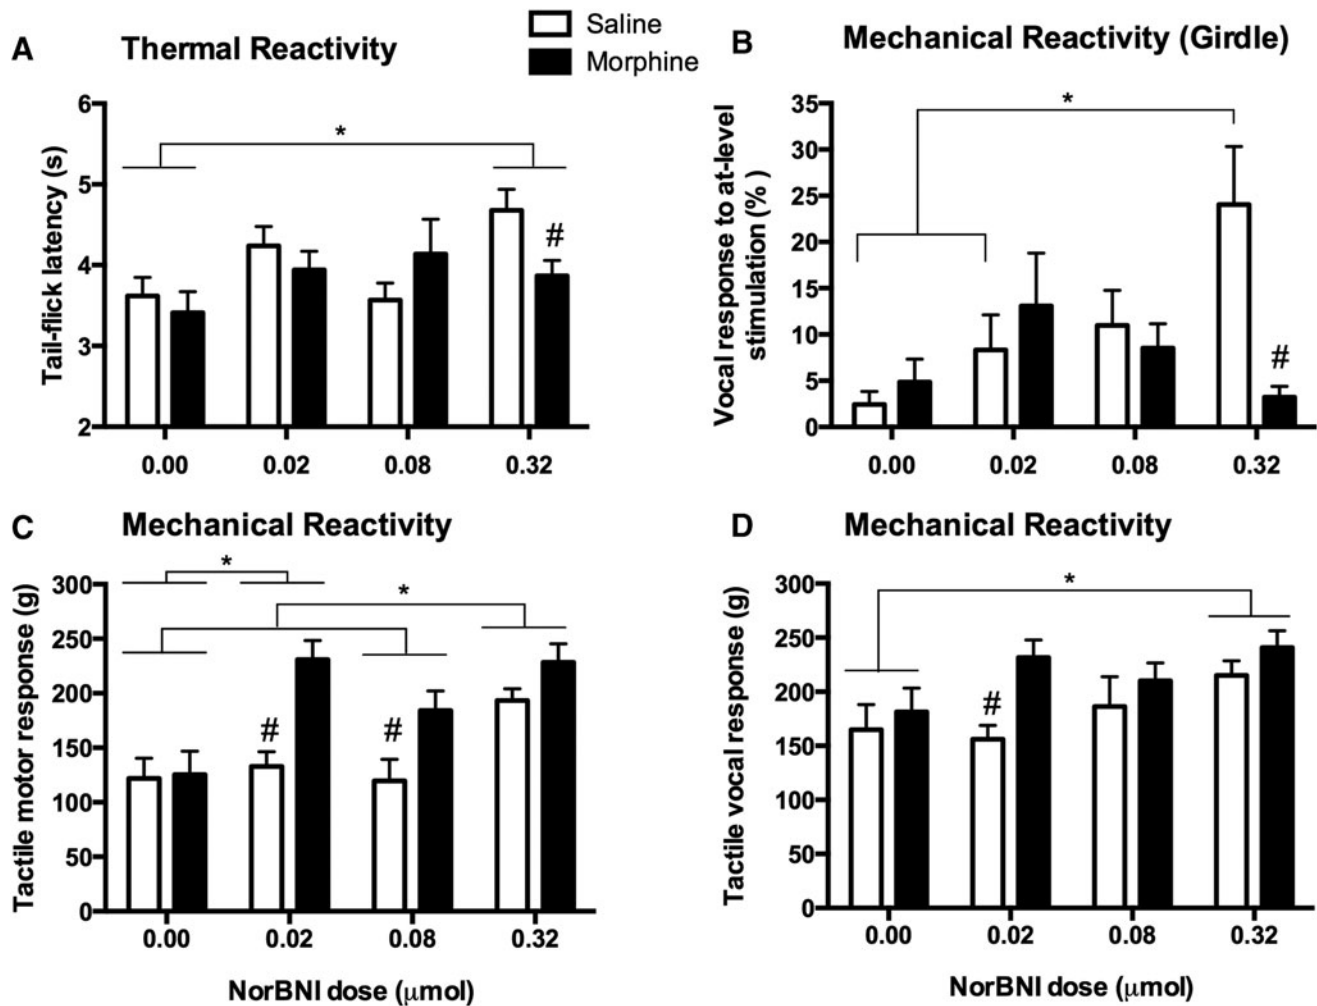 Saline
Morphine
A
Thermal Reactivity
*
#
Tail-flick latency (s)
6
5
4
3
2
0.00 0.02 0.08 0.32
B
Mechanical Reactivity (Girdle)
*
#
Vocal response to at-level
stimulation (% )
35
30
25
20
15
10
5
0
0.00 0.02 0.08 0.32
C
Mechanical Reactivity
*
*
# #
Tactile motor response (g)
300
250
200
150
100
50
0
0.00 0.02 0.08 0.32
NorBNI dose (μmol)
D
Mechanical Reactivity
*
#
Tactile vocal response (g)
300
250
200
150
100
50
0
0.00 0.02 0.08 0.32
NorBNI dose (μmol)